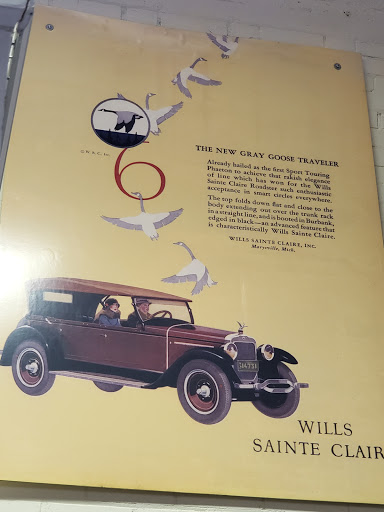 6
THE NEW GRAY GOOSE TRAVELER
Already hailed as the first Sport Touring
Phaeton to achieve that rakish elegance
of line which has won for the Wills
Sainte Claire Roadster such enthusiastic
acceptance in smart circles everywhere.
The top folds down flat and close to the
body extending out over the trunk rack
in a straight line, and is booted in Burbank,
edged in black—an advanced feature that
is characteristically Wills Sainte Claire.
WILLS SAINTE CLAIRE, INC.
Marysville, Mich.
WILLS
SAINTE CLAIR